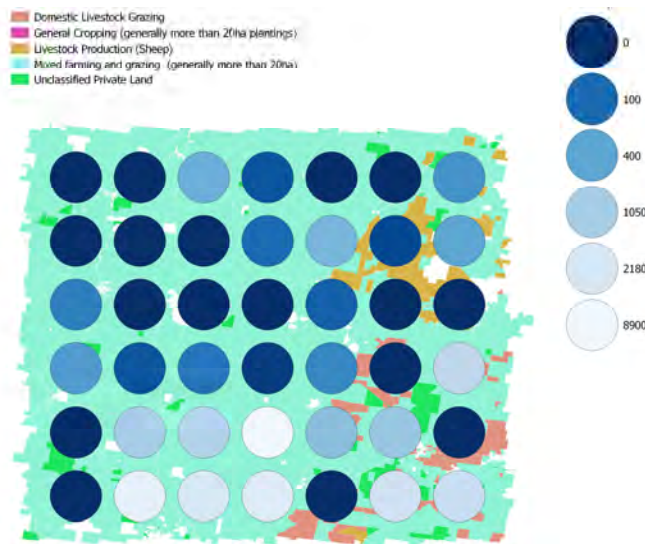 Domestic Livestock Grazing
General Cropping (generally more than 20ha plantings)
Livestock Production (Sheep)
Mixed farming and grazing (generally more than 20ha)
Unclassified Private Land
0
100
400
1050
2180
8900